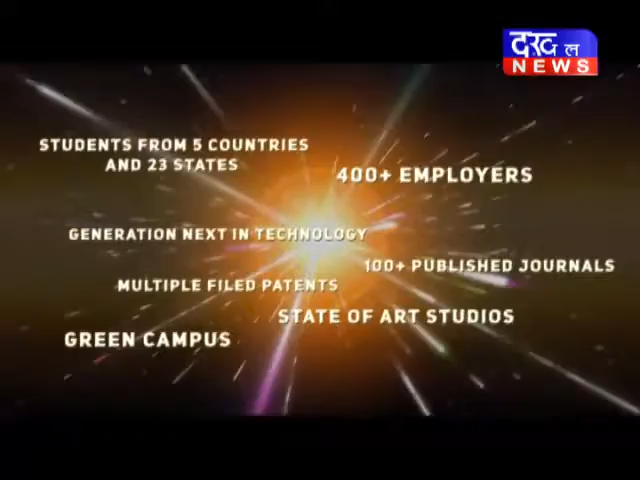 दखल
NEWS
STUDENTS FROM 5 COUNTRIES
AND 23 STATES
400+ EMPLOYERS
GENERATION NEXT IN TECHNOLOGY
100+ PUBLISHED JOURNALS
MULTIPLE FILED PATENTS
STATE OF ART STUDIOS
GREEN CAMPUS